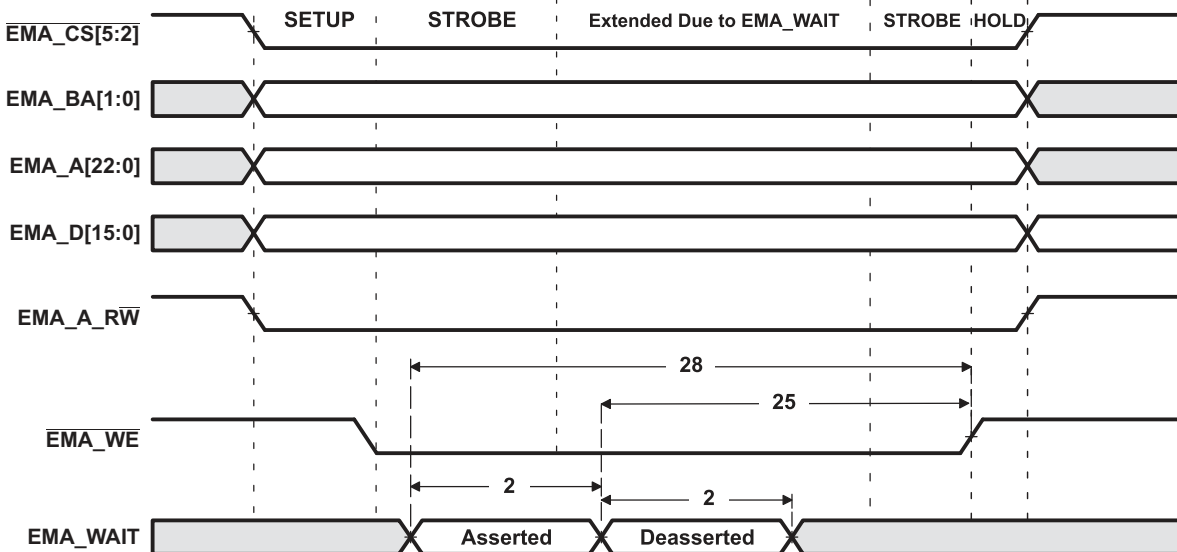 SETUP STROBE Extended Due to EMA_WAIT STROBE HOLD
EMA_CS[5:2]
EMA_BA[1:0]
EMA_A[22:0]
EMA_D[15:0]
EMA_A_RW
28
25
EMA_WE
2
2
EMA_WAIT Asserted Deasserted